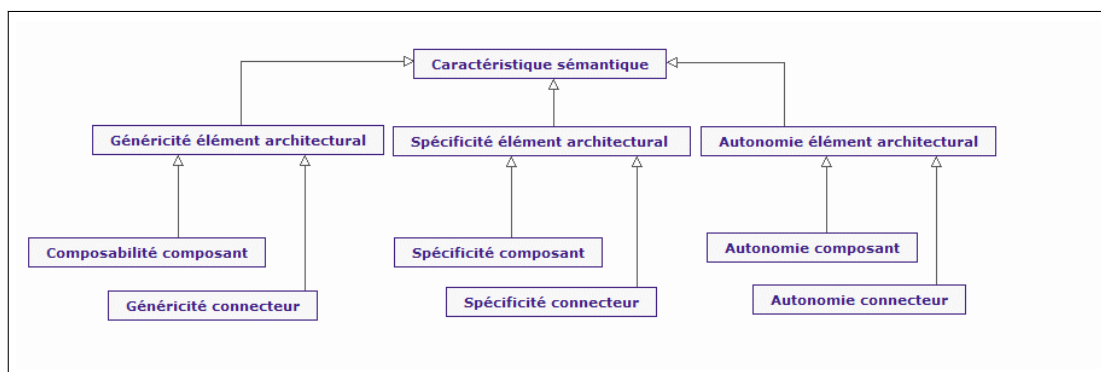 Caractéristique sémantique
Généricité élément architectural
Spécificité élément architectural
Autonomie élément architectural
Composabilité composant
Spécificité composant
Autonomie composant
Généricité connecteur
Spécificité connecteur
Autonomie connecteur